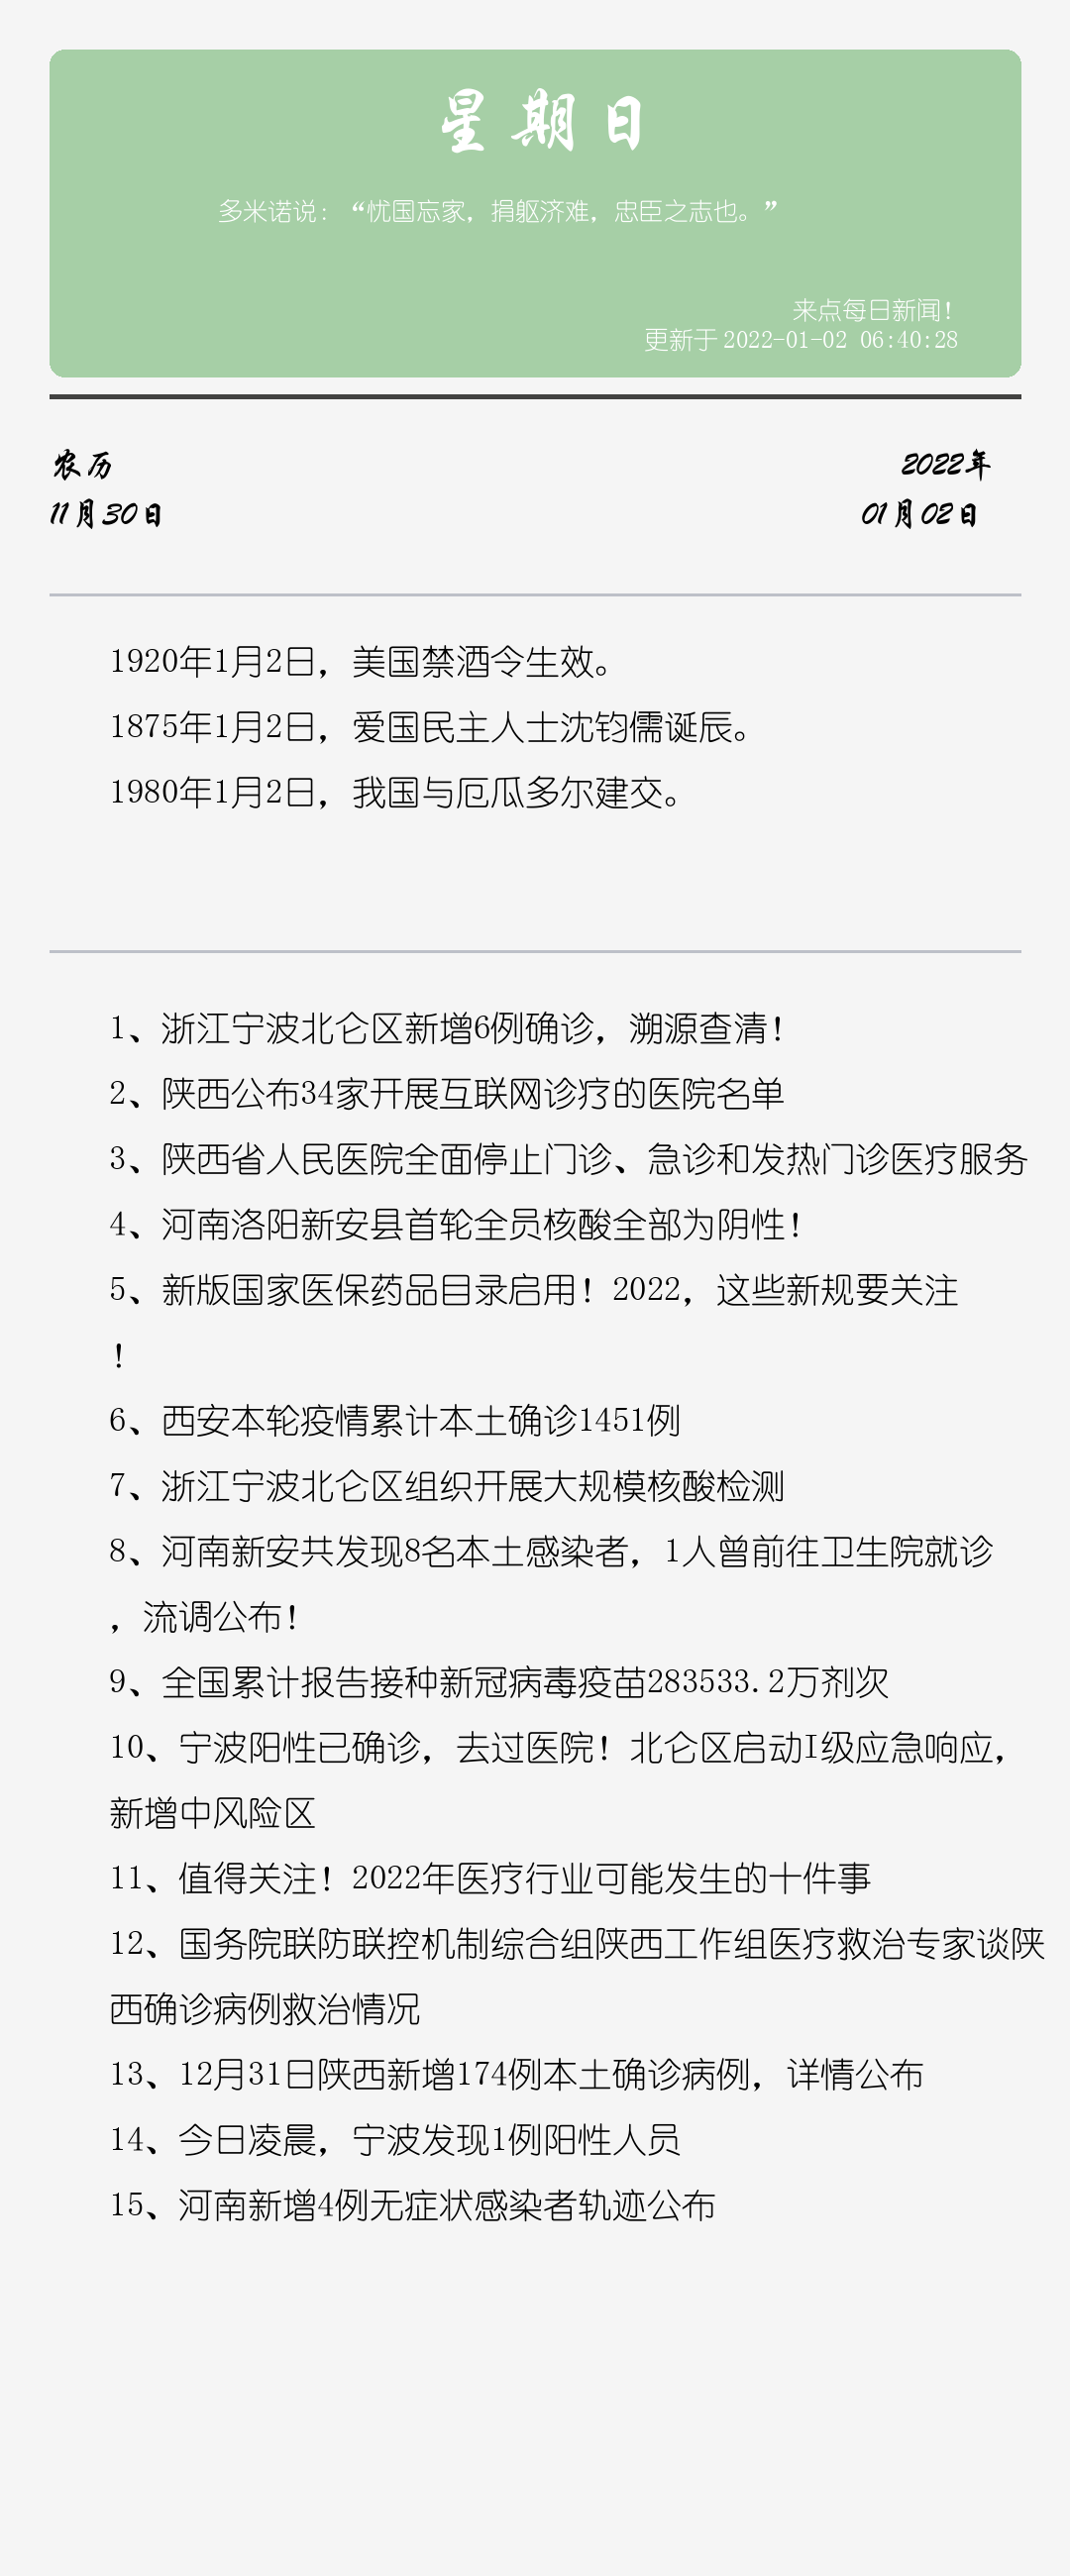 星期日
多米诺说：“忧国忘家，捐躯济难，忠臣之志也。”
来点每日新闻！
更新于 2022-01-02 06:40:28
农历
2022年
11月30日
01月02日
1920年1月2日，美国禁酒令生效。
1875年1月2日，爱国民主人士沈钧儒诞辰。
1980年1月2日，我国与厄瓜多尔建交。
1、浙江宁波北仑区新增6例确诊，溯源查清！
2、陕西公布34家开展互联网诊疗的医院名单
3、陕西省人民医院全面停止门诊、急诊和发热门诊医疗服务
4、河南洛阳新安县首轮全员核酸全部为阴性！
5、新版国家医保药品目录启用！2022，这些新规要关注
！
6、西安本轮疫情累计本土确诊1451例
7、浙江宁波北仑区组织开展大规模核酸检测
8、河南新安共发现8名本土感染者，1人曾前往卫生院就诊
，流调公布！
9、全国累计报告接种新冠病毒疫苗283533.2万剂次
10、宁波阳性已确诊，去过医院！北仑区启动I级应急响应，
新增中风险区
11、值得关注！2022年医疗行业可能发生的十件事
12、国务院联防联控机制综合组陕西工作组医疗救治专家谈陕
西确诊病例救治情况
13、12月31日陕西新增174例本土确诊病例，详情公布
14、今日凌晨，宁波发现1例阳性人员
15、河南新增4例无症状感染者轨迹公布